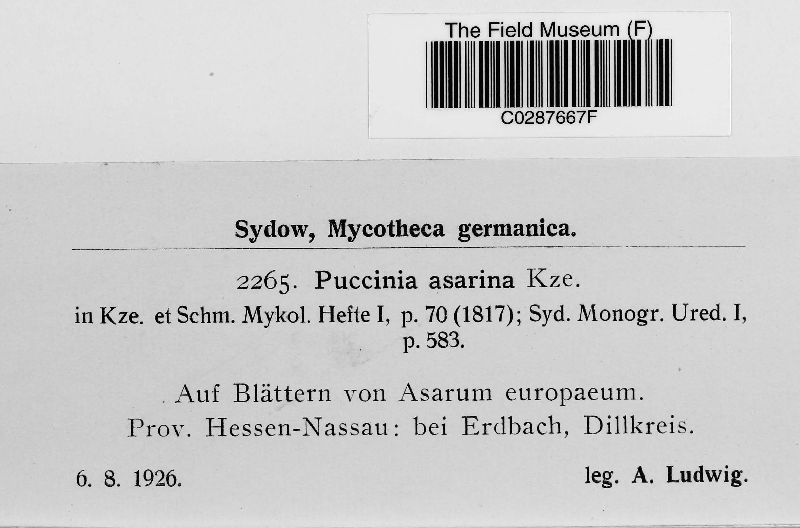 The Field Museum (F)
C0287667F
Sydow, Mycotheca germanica.
2265. Puccinia asarina Kze.
in Kze. et Schm. Mykol. Hefte I, p. 70 (1817); Syd. Monogr. Ured. I,
p. 583.
Auf Blättern von Asarum europaeum.
Prov. Hessen-Nassau: bei Erdbach, Dillkreis.
6. 8. 1926. leg. A. Ludwig.